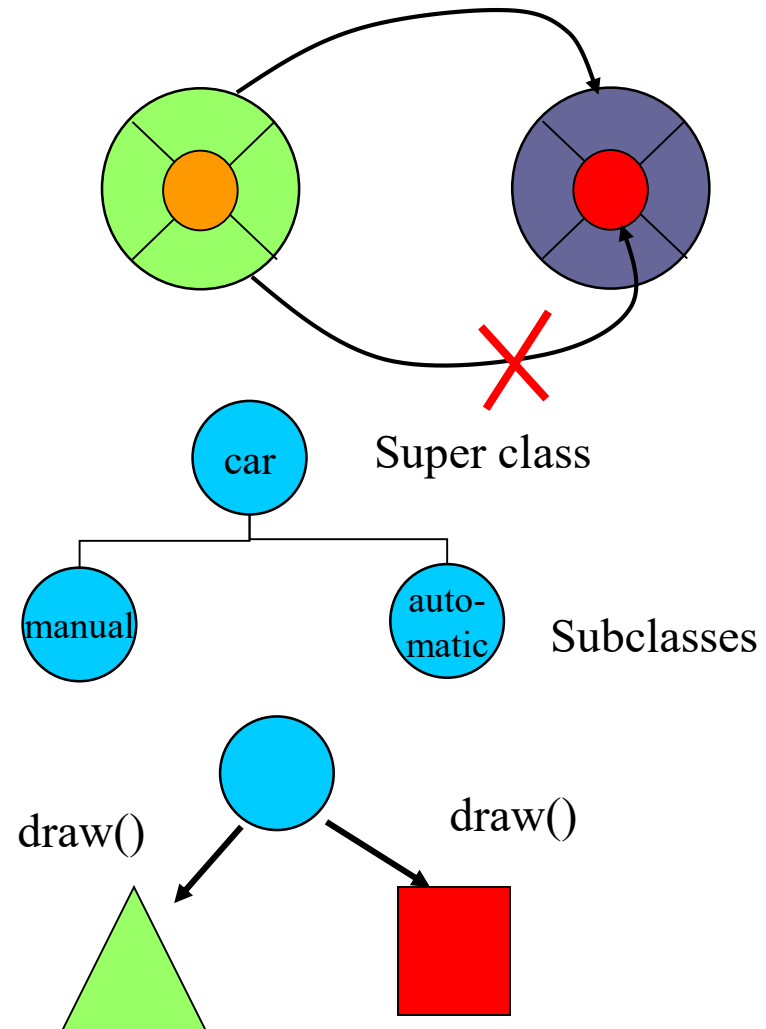 car
Super class
manual
auto-
matic
Subclasses
draw()
draw()